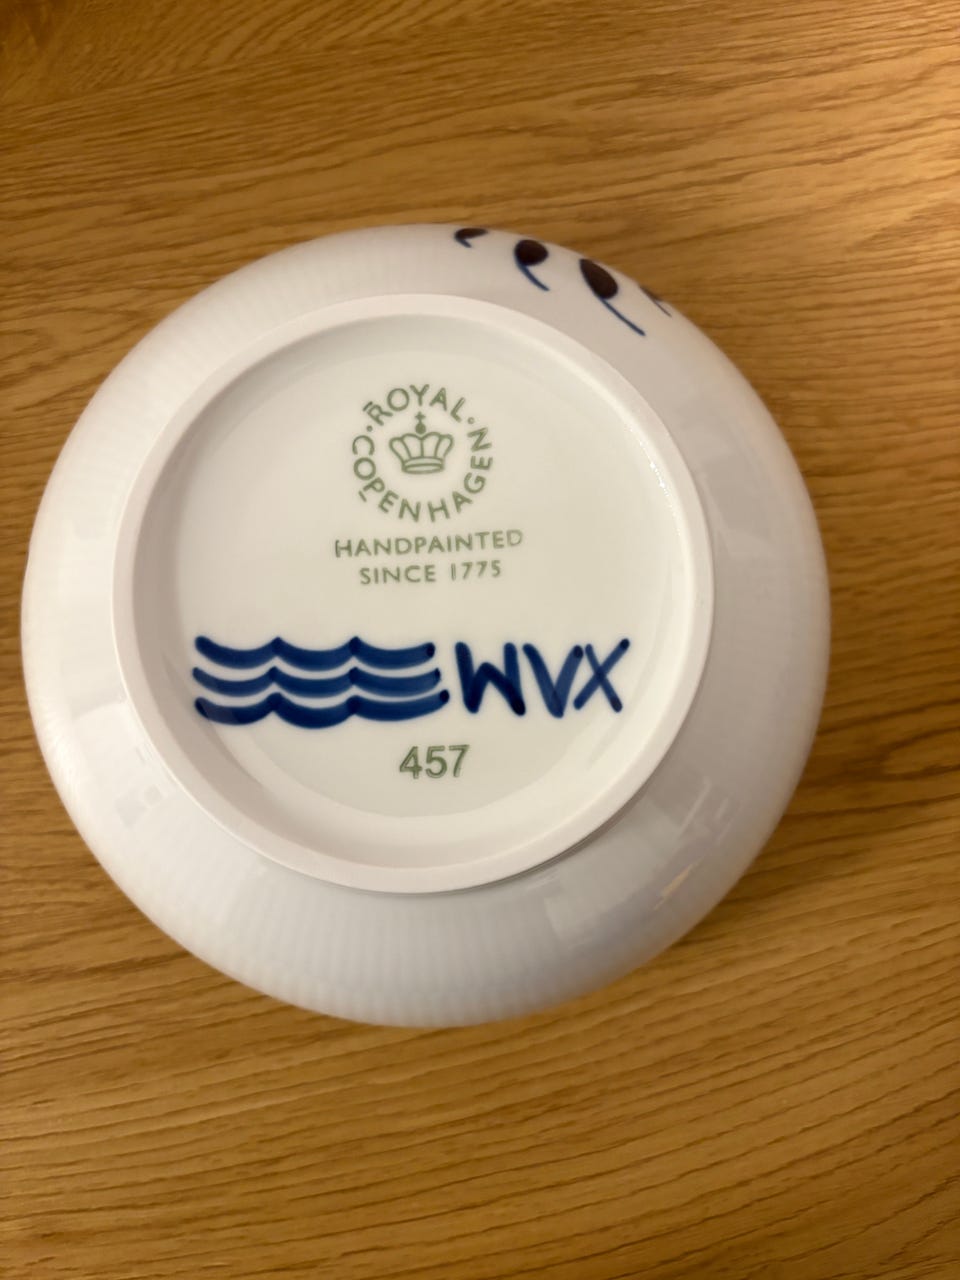 ROYAL
COPENHAGEN
HANDPAINTED
SINCE 1775
WVX
457